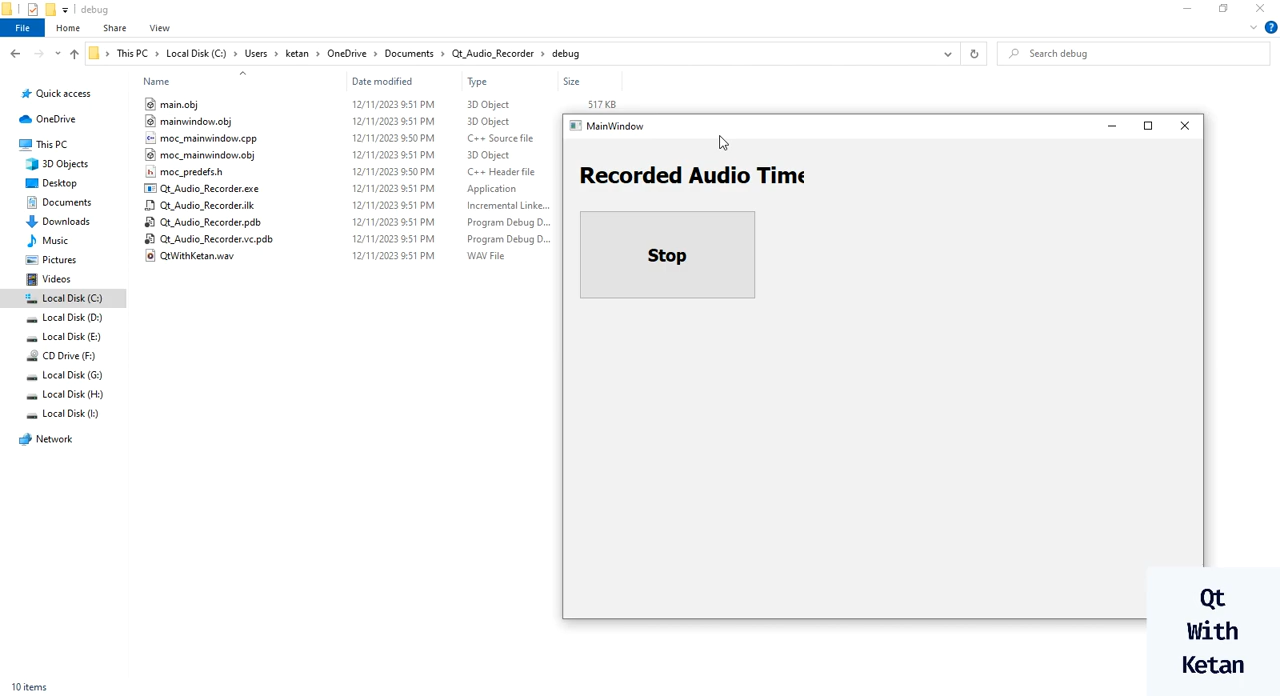 debug
File Home Share View
This PC Local Disk (C:) Users ketan OneDrive Documents Qt_Audio_Recorder debug
Search debug
Name Date modified Type Size
Quick access
OneDrive
This PC
3D Objects
Desktop
Documents
Downloads
Music
Pictures
Videos
Local Disk (C:)
Local Disk (D:)
Local Disk (E:)
CD Drive (F:)
Local Disk (G:)
Local Disk (H:)
Local Disk (I:)
Network
main.obj 12/11/2023 9:51 PM 3D Object 517 KB
mainwindow.obj 12/11/2023 9:51 PM 3D Object
moc_mainwindow.cpp 12/11/2023 9:50 PM C++ Source file
moc_mainwindow.obj 12/11/2023 9:51 PM 3D Object
moc_predefs.h 12/11/2023 9:50 PM C++ Header file
Qt_Audio_Recorder.exe 12/11/2023 9:51 PM Application
Qt_Audio_Recorder.ilk 12/11/2023 9:51 PM Incremental Linke...
Qt_Audio_Recorder.pdb 12/11/2023 9:51 PM Program Debug D...
Qt_Audio_Recorder.vc.pdb 12/11/2023 9:51 PM Program Debug D...
QtWithKetan.wav 12/11/2023 9:51 PM WAV File
MainWindow
Recorded Audio Time
Stop
Qt
With
Ketan
10 items